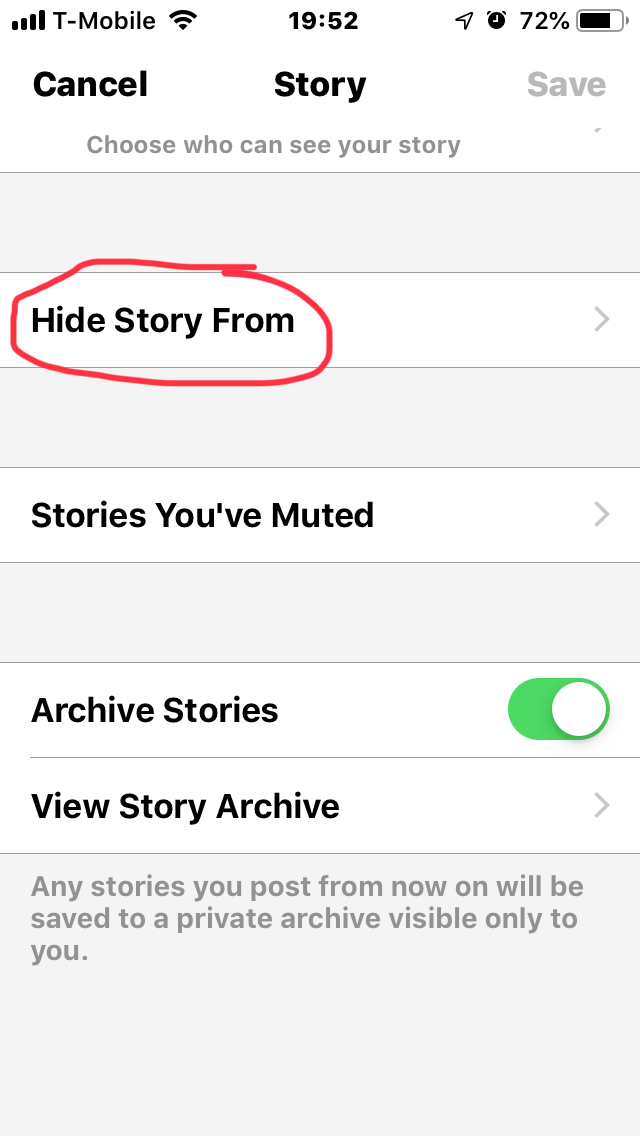 T-Mobile 19:52 72%
Cancel Story Save
Choose who can see your story
Hide Story From
Stories You've Muted
Archive Stories
View Story Archive
Any stories you post from now on will be
saved to a private archive visible only to
you.